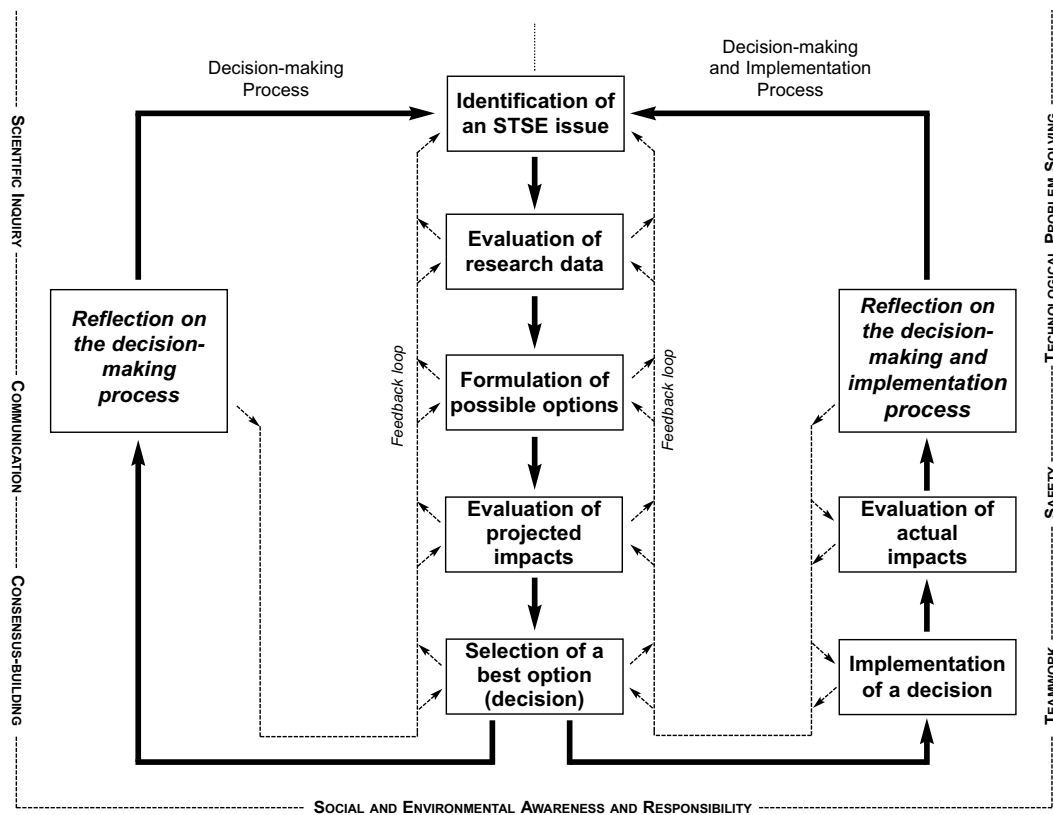 Decision-making
Process
Decision-making
and Implementation
Process
Identification of
an STSE issue
Evaluation of
research data
Formulation of
possible options
Evaluation of
projected impacts
Selection of a
best option
(decision)
Reflection on
the decision-
making
process
Reflection on
the decision-
making and
implementation
process
Evaluation of
actual
impacts
Implementation
of a decision
Feedback loop
Feedback loop
SCIENTIFIC INQUIRY
COMMUNICATION
CONSENSUS-BUILDING
TECHNOLOGICAL PROBLEM SOLVING
SAFETY
TEAMWORK
SOCIAL AND ENVIRONMENTAL AWARENESS AND RESPONSIBILITY